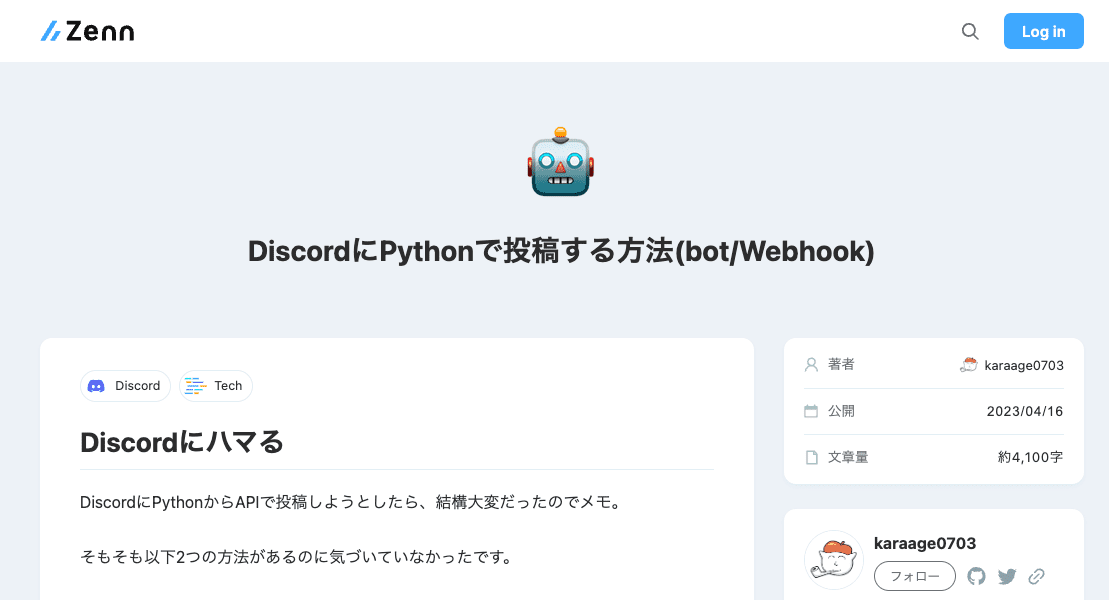 Zenn
Log in
DiscordにPythonで投稿する方法(bot/Webhook)
Discord
Tech
Discordにハマる
DiscordにPythonからAPIで投稿しようとしたら、結構大変だったのでメモ。
そもそも以下2つの方法があるのに気づいていなかったです。
著者
karaage0703
公開
2023/04/16
文章量
約4,100字
karaage0703
フォロー